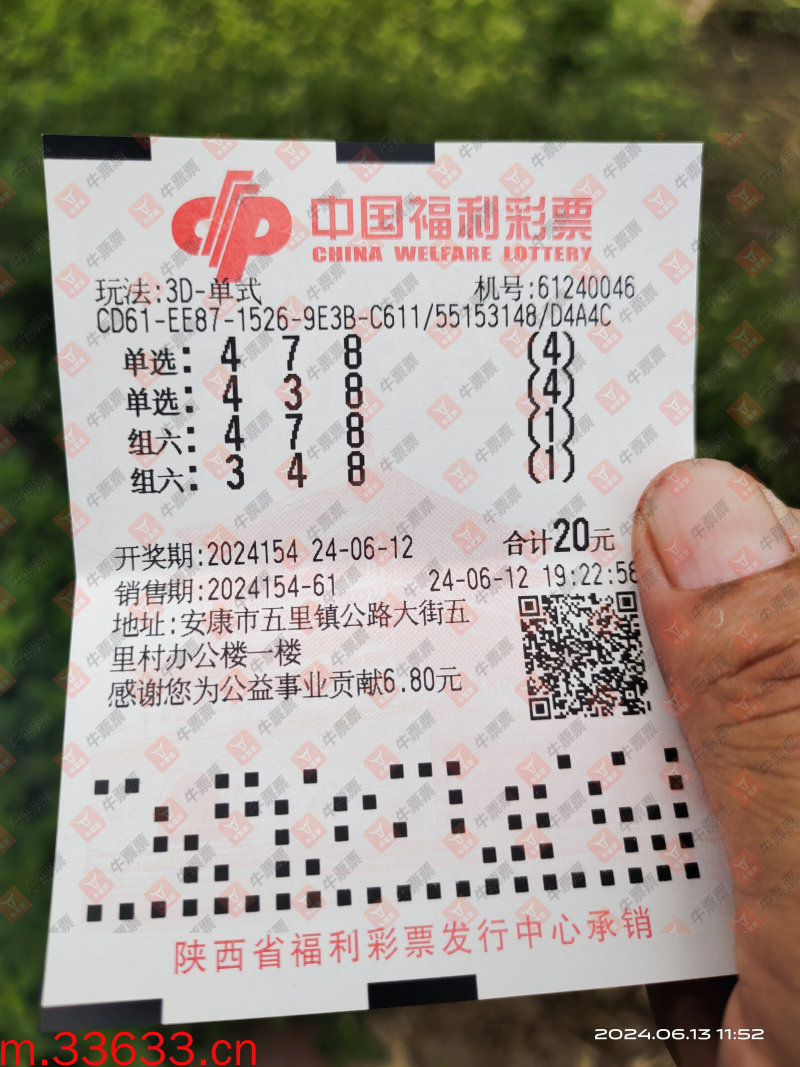 中国福利彩票
CHINA WELFARE LOTTERY
玩法:3D-单式 机号:61240046
CD61-EE87-1526-9E3B-C611/55153148/D4A4C
单选: 4 7 8 (4)
单选: 4 3 8 (4)
组六: 4 7 8 (1)
组六: 3 4 8 (1)
开奖期:2024154 24-06-12 合计20元
销售期:2024154-61 24-06-12 19:22:58
地址:安康市五里镇公路大街五
里村办公楼一楼
感谢您为公益事业贡献6.80元
陕西省福利彩票发行中心承销
2024.06.13 11:52
m.33633.cn
牛票票